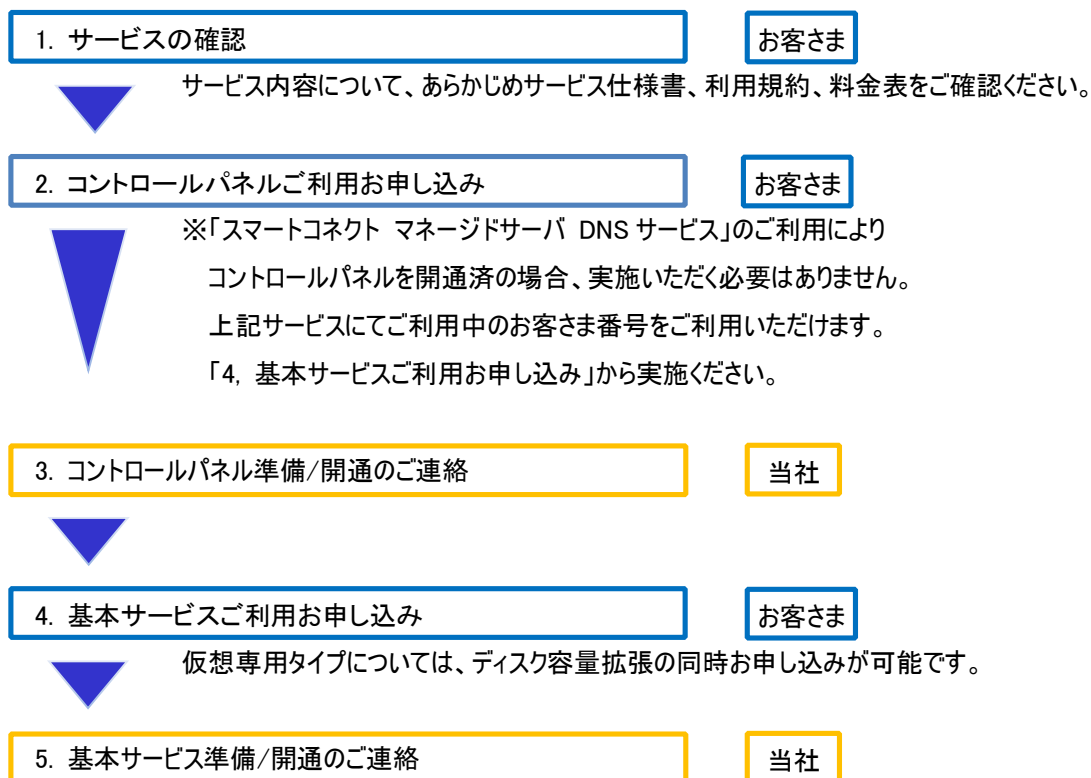 1. サービスの確認 お客さま
サービス内容について、あらかじめサービス仕様書、利用規約、料金表をご確認ください。
2. コントロールパネルご利用お申し込み お客さま
※「スマートコネクト マネージドサーバ DNS サービス」のご利用により
コントロールパネルを開通済の場合、実施いただく必要はありません。
上記サービスにてご利用中のお客さま番号をご利用いただけます。
「4, 基本サービスご利用お申し込み」から実施ください。
3. コントロールパネル準備/開通のご連絡 当社
4. 基本サービスご利用お申し込み お客さま
仮想専用タイプについては、ディスク容量拡張の同時お申し込みが可能です。
5. 基本サービス準備/開通のご連絡 当社